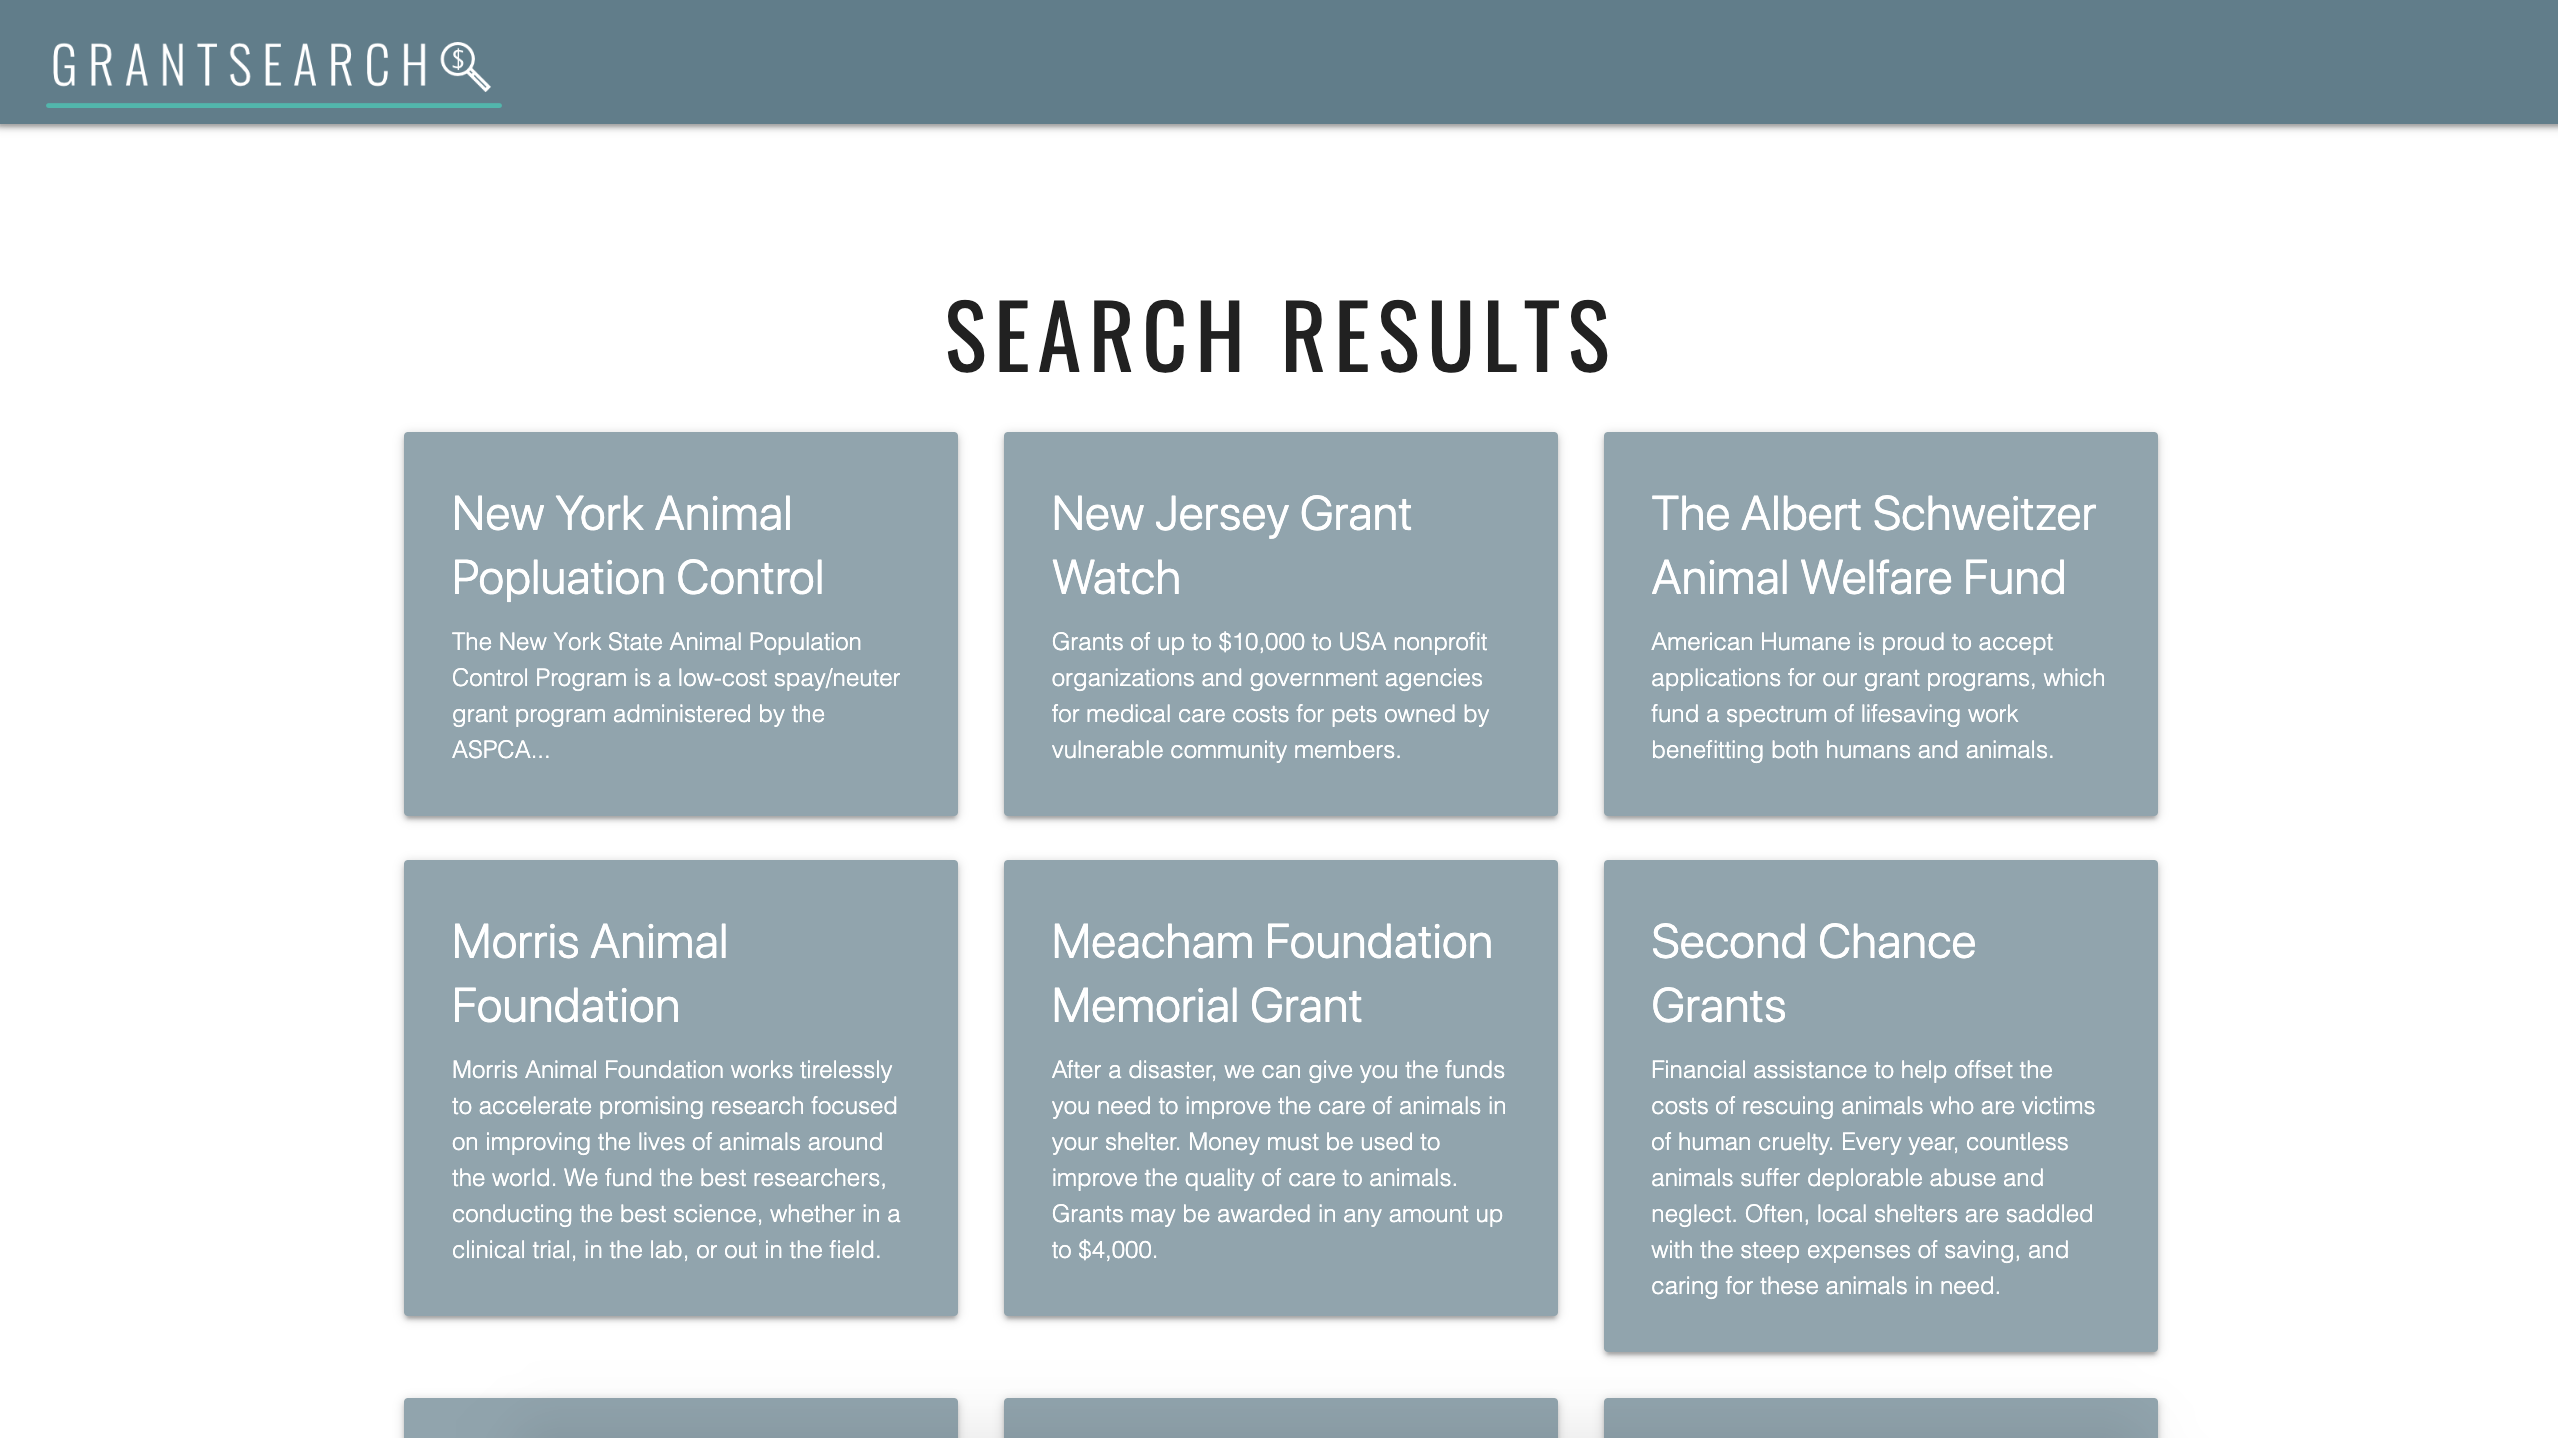 GRANTSEARCH
SEARCH RESULTS
New York Animal
Popluation Control
The New York State Animal Population
Control Program is a low-cost spay/neuter
grant program administered by the
ASPCA...
New Jersey Grant
Watch
Grants of up to $10,000 to USA nonprofit
organizations and government agencies
for medical care costs for pets owned by
vulnerable community members.
The Albert Schweitzer
Animal Welfare Fund
American Humane is proud to accept
applications for our grant programs, which
fund a spectrum of lifesaving work
benefitting both humans and animals.
Morris Animal
Foundation
Morris Animal Foundation works tirelessly
to accelerate promising research focused
on improving the lives of animals around
the world. We fund the best researchers,
conducting the best science, whether in a
clinical trial, in the lab, or out in the field.
Meacham Foundation
Memorial Grant
After a disaster, we can give you the funds
you need to improve the care of animals in
your shelter. Money must be used to
improve the quality of care to animals.
Grants may be awarded in any amount up
to $4,000.
Second Chance
Grants
Financial assistance to help offset the
costs of rescuing animals who are victims
of human cruelty. Every year, countless
animals suffer deplorable abuse and
neglect. Often, local shelters are saddled
with the steep expenses of saving, and
caring for these animals in need.